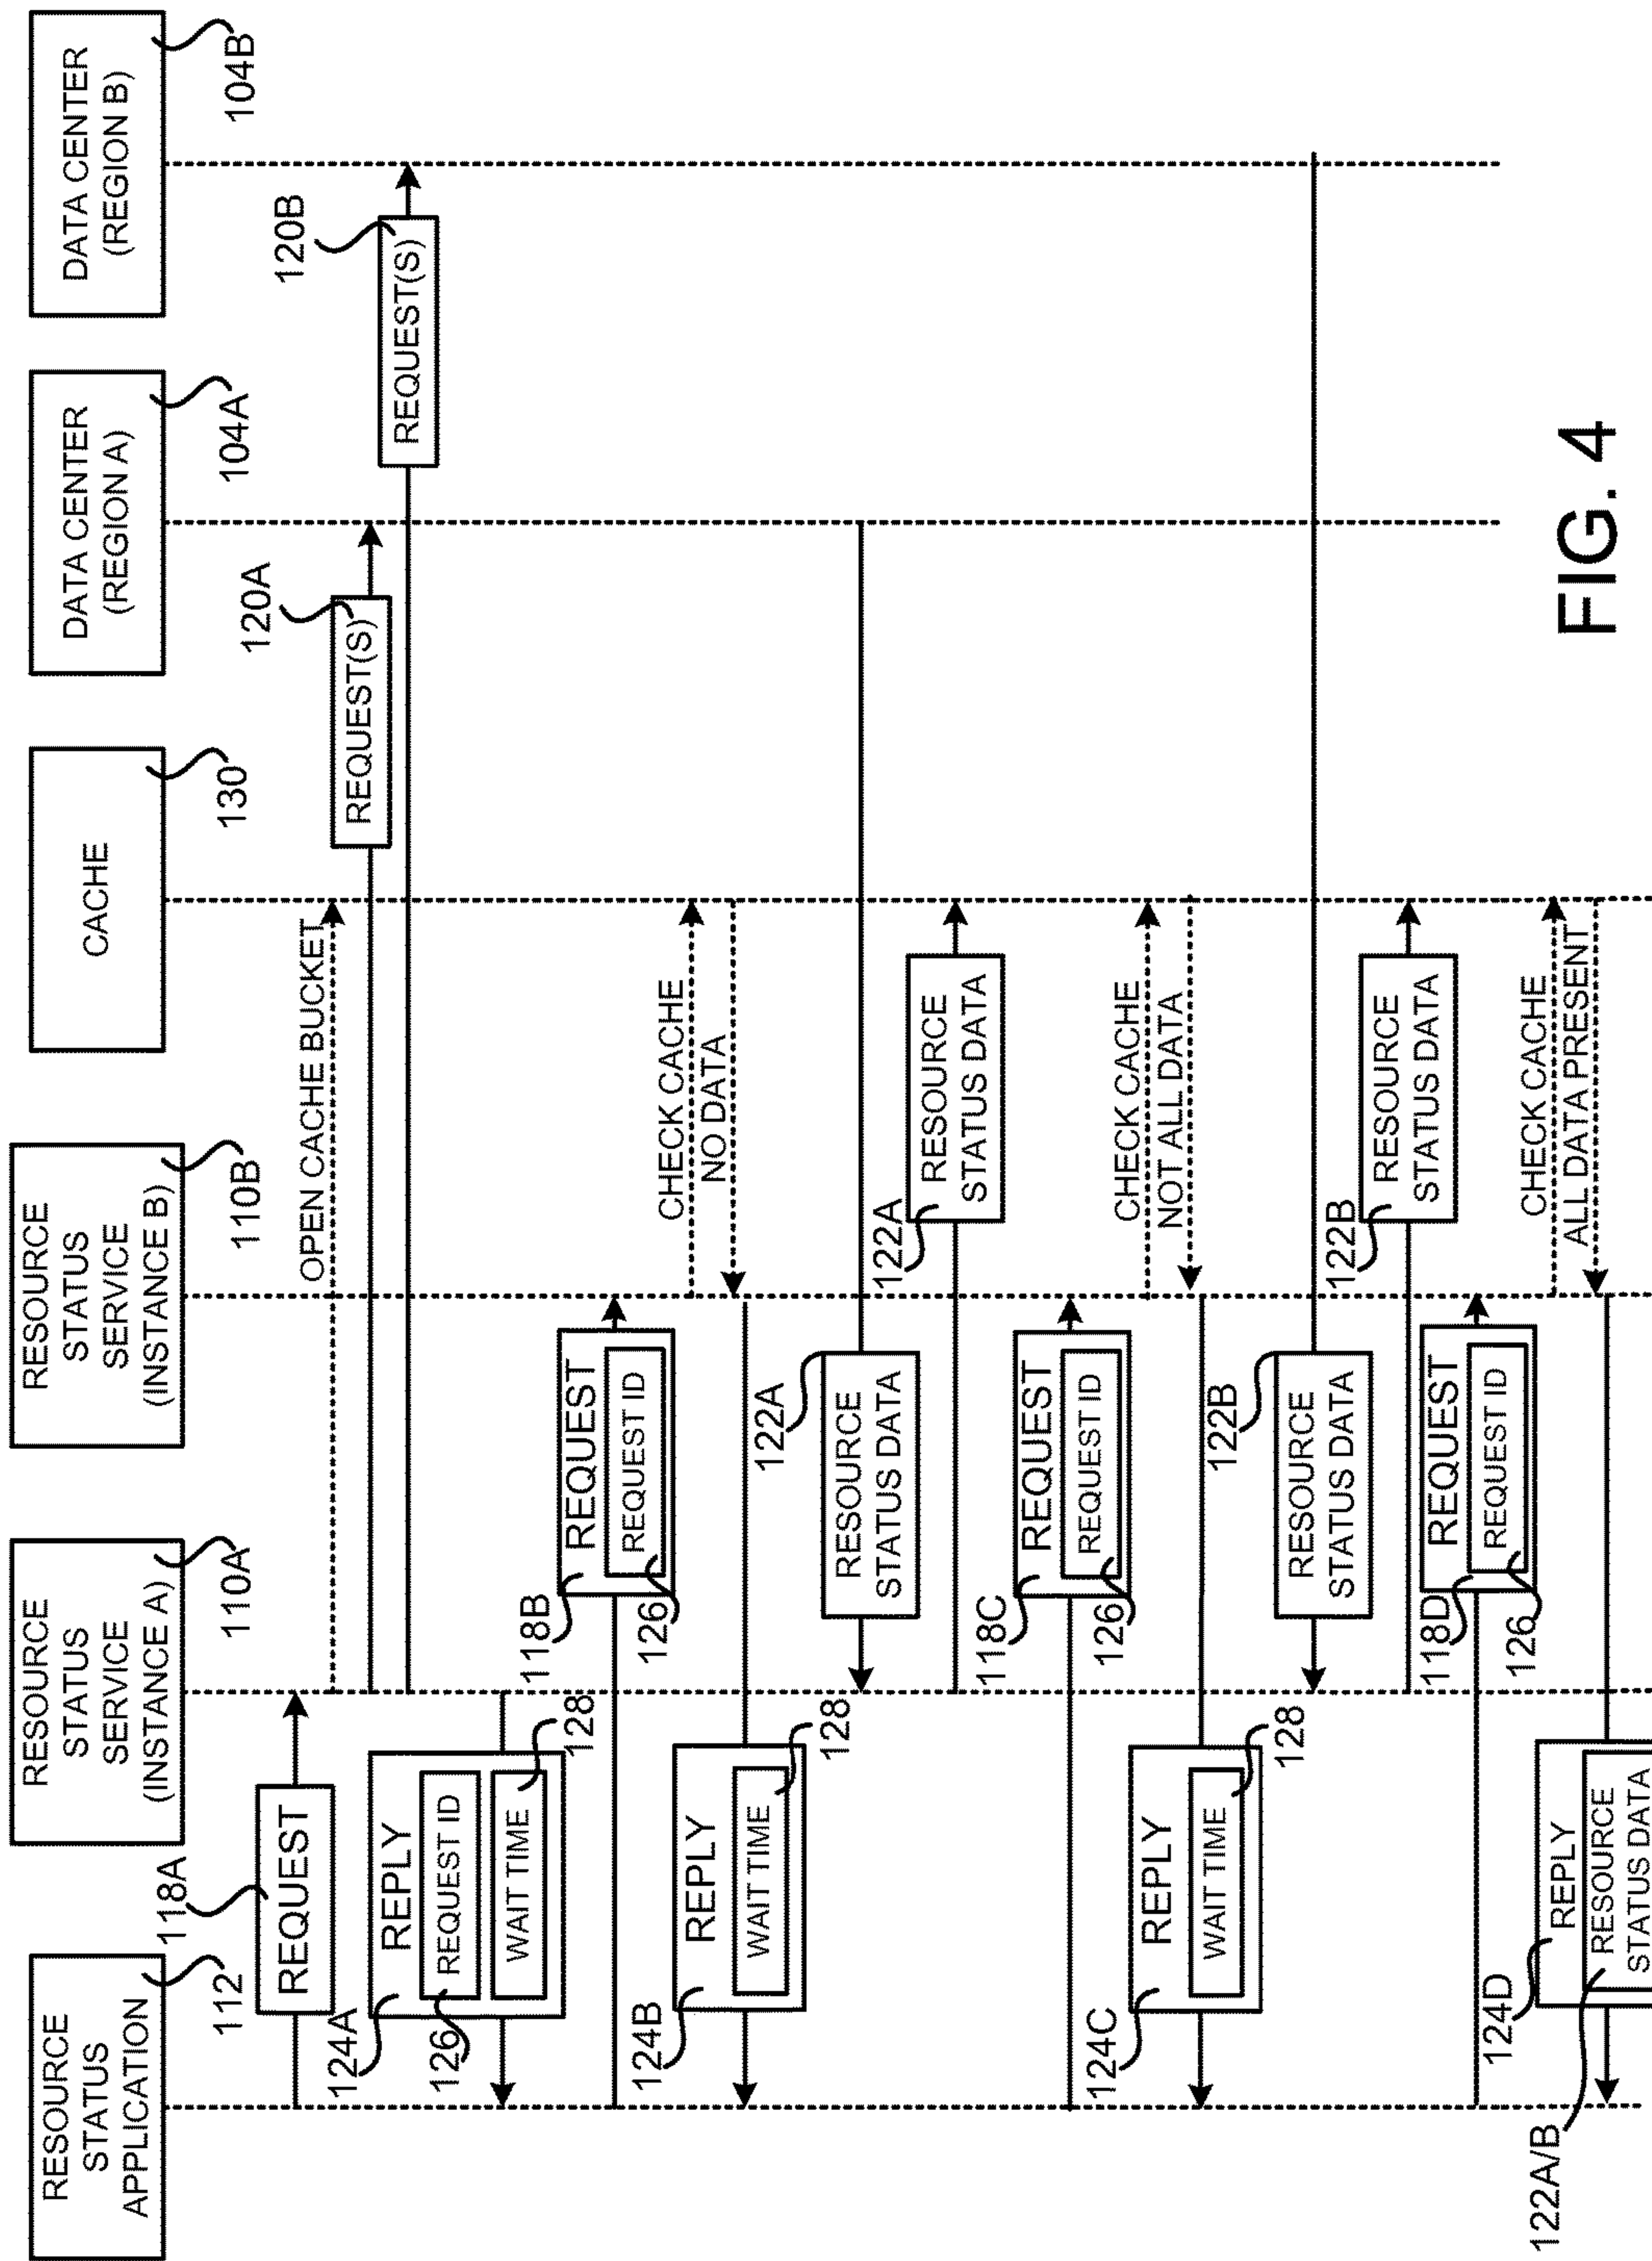 RESOURCE
STATUS
APPLICATION
112
RESOURCE
STATUS
SERVICE
(INSTANCE A)
110A
RESOURCE
STATUS
SERVICE
(INSTANCE B)
110B
CACHE
130
DATA CENTER
(REGION A)
104A
DATA CENTER
(REGION B)
104B
118A
REQUEST
OPEN CACHE BUCKET
120A
REQUEST(S)
120B
REQUEST(S)
124A
REPLY
REQUEST ID
126
WAIT TIME
128
118B
REQUEST
REQUEST ID
126
CHECK CACHE
NO DATA
124B
REPLY
WAIT TIME
128
122A
RESOURCE
STATUS DATA
122A
RESOURCE
STATUS DATA
118C
REQUEST
REQUEST ID
126
CHECK CACHE
NOT ALL DATA
124C
REPLY
WAIT TIME
128
122B
RESOURCE
STATUS DATA
122B
RESOURCE
STATUS DATA
118D
REQUEST
REQUEST ID
126
CHECK CACHE
ALL DATA PRESENT
124D
REPLY
RESOURCE
STATUS DATA
122A/B
FIG. 4